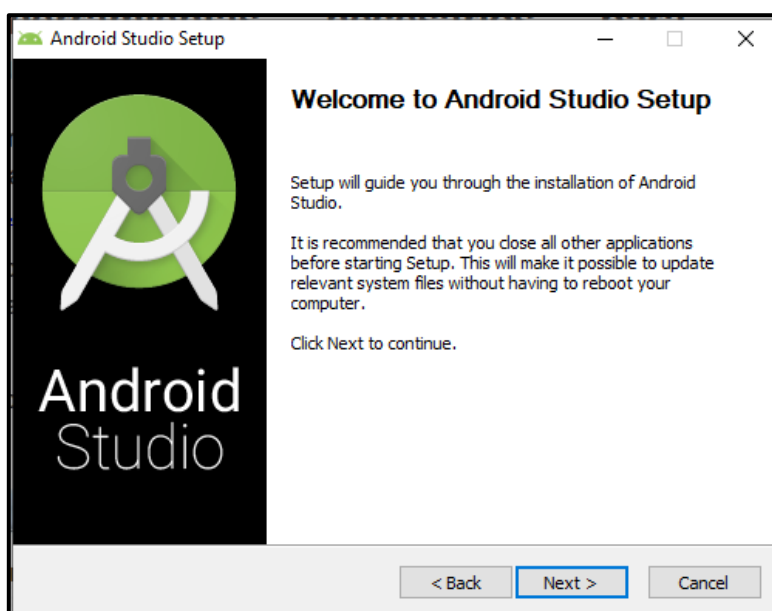 Android Studio Setup
Welcome to Android Studio Setup
Setup will guide you through the installation of Android
Studio.
It is recommended that you close all other applications
before starting Setup. This will make it possible to update
relevant system files without having to reboot your
computer.
Click Next to continue.
Android
Studio
< Back
Next >
Cancel